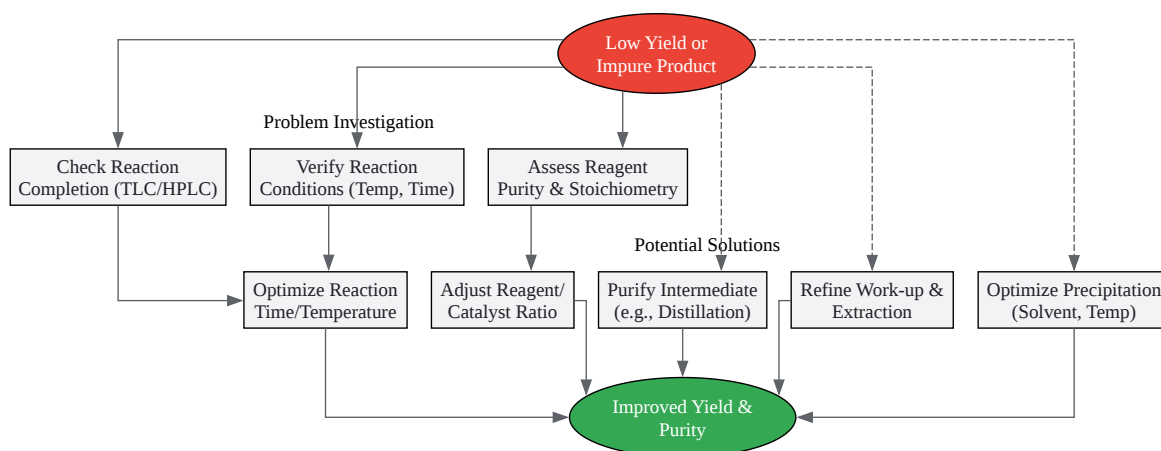 Low Yield or
Impure Product
Problem Investigation
Check Reaction
Completion (TLC/HPLC)
Verify Reaction
Conditions (Temp, Time)
Assess Reagent
Purity & Stoichiometry
Potential Solutions
Optimize Reaction
Time/Temperature
Adjust Reagent/
Catalyst Ratio
Purify Intermediate
(e.g., Distillation)
Refine Work-up &
Extraction
Optimize Precipitation
(Solvent, Temp)
Improved Yield &
Purity